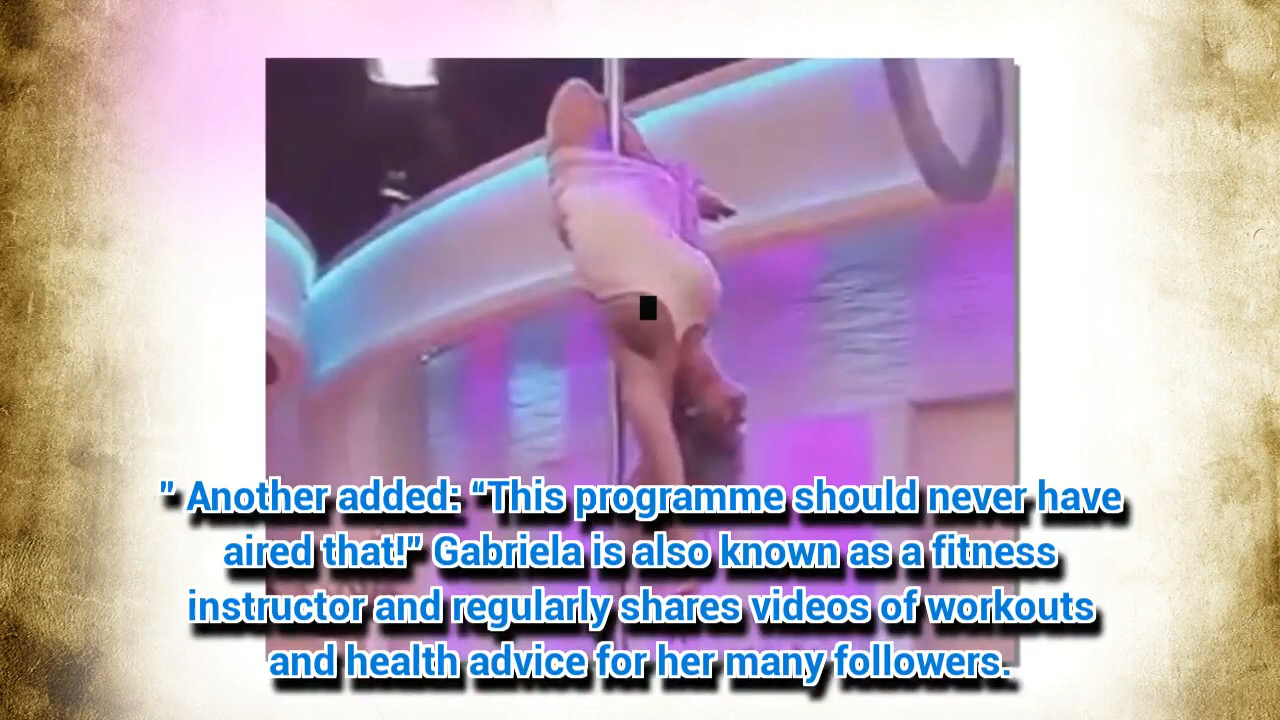 ” Another added: “This programme should never have
aired that!” Gabriela is also known as a fitness
instructor and regularly shares videos of workouts
and health advice for her many followers.